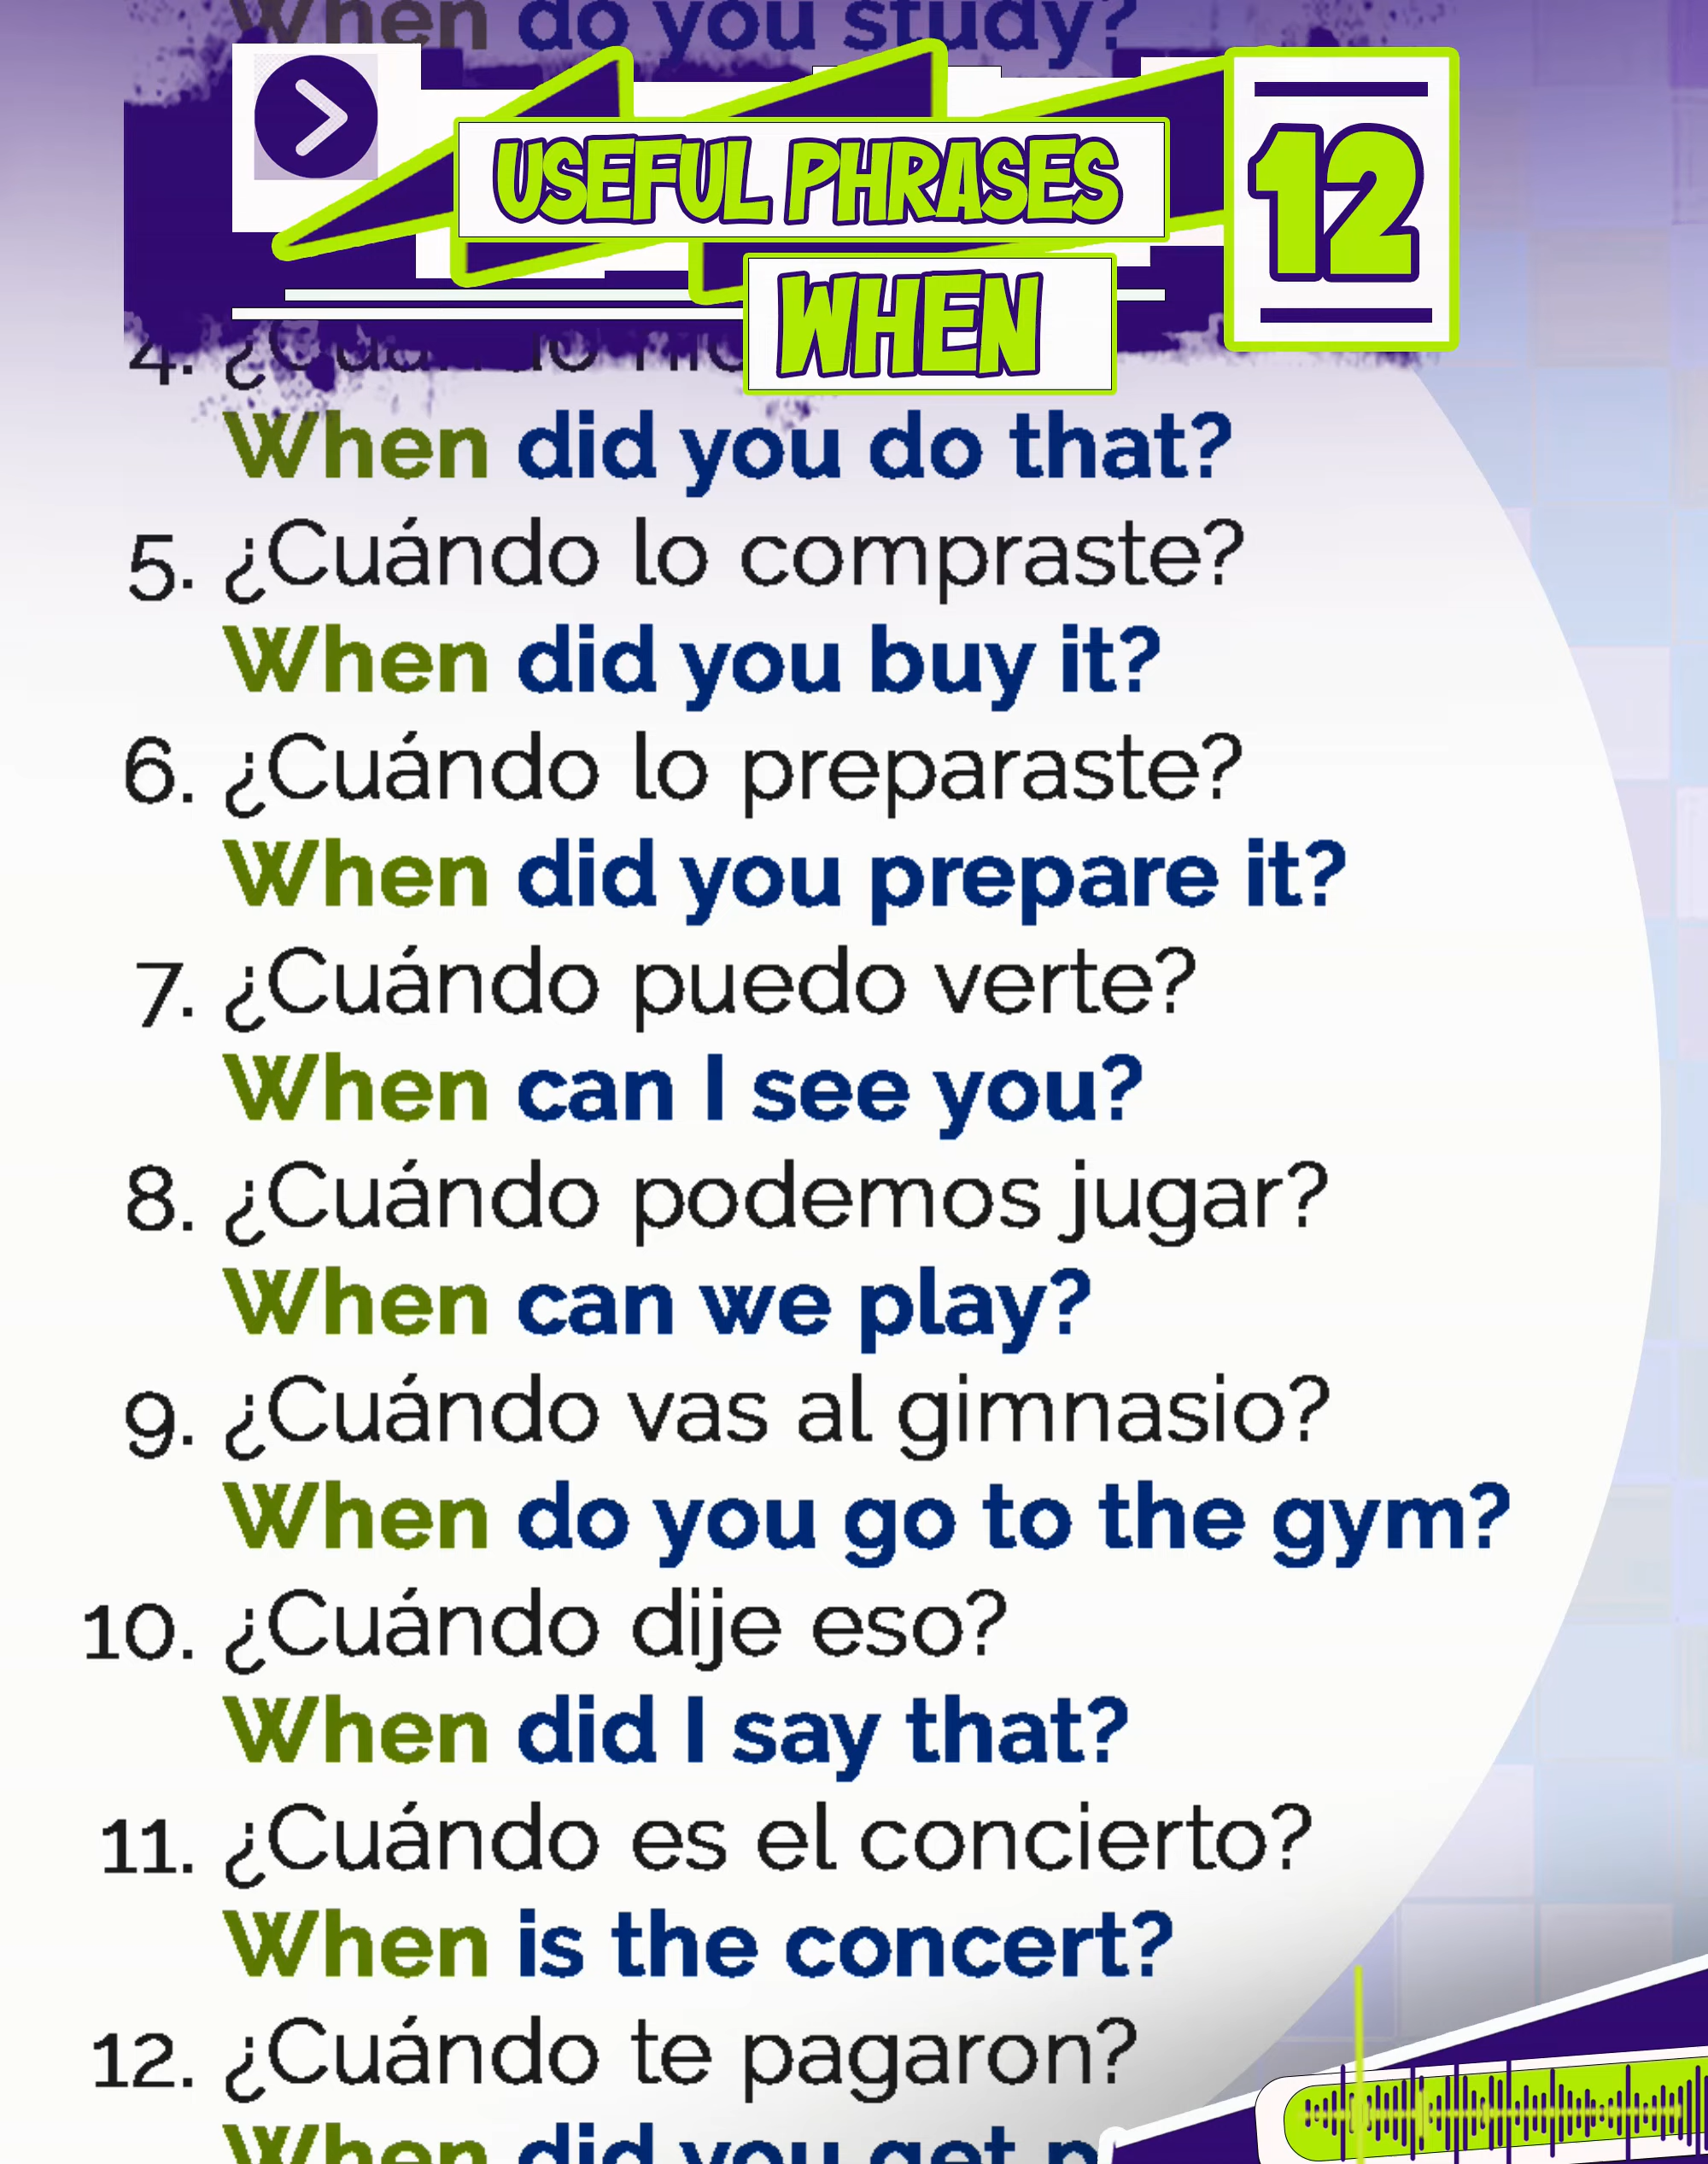 When do you study?
USEFUL PHRASES
12
WHEN
4.
When did you do that?
5. ¿Cuándo lo compraste?
When did you buy it?
6. ¿Cuándo lo preparaste?
When did you prepare it?
7. ¿Cuándo puedo verte?
When can I see you?
8. ¿Cuándo podemos jugar?
When can we play?
9. ¿Cuándo vas al gimnasio?
When do you go to the gym?
10. ¿Cuándo dije eso?
When did I say that?
11. ¿Cuándo es el concierto?
When is the concert?
12. ¿Cuándo te pagaron?
When did you get